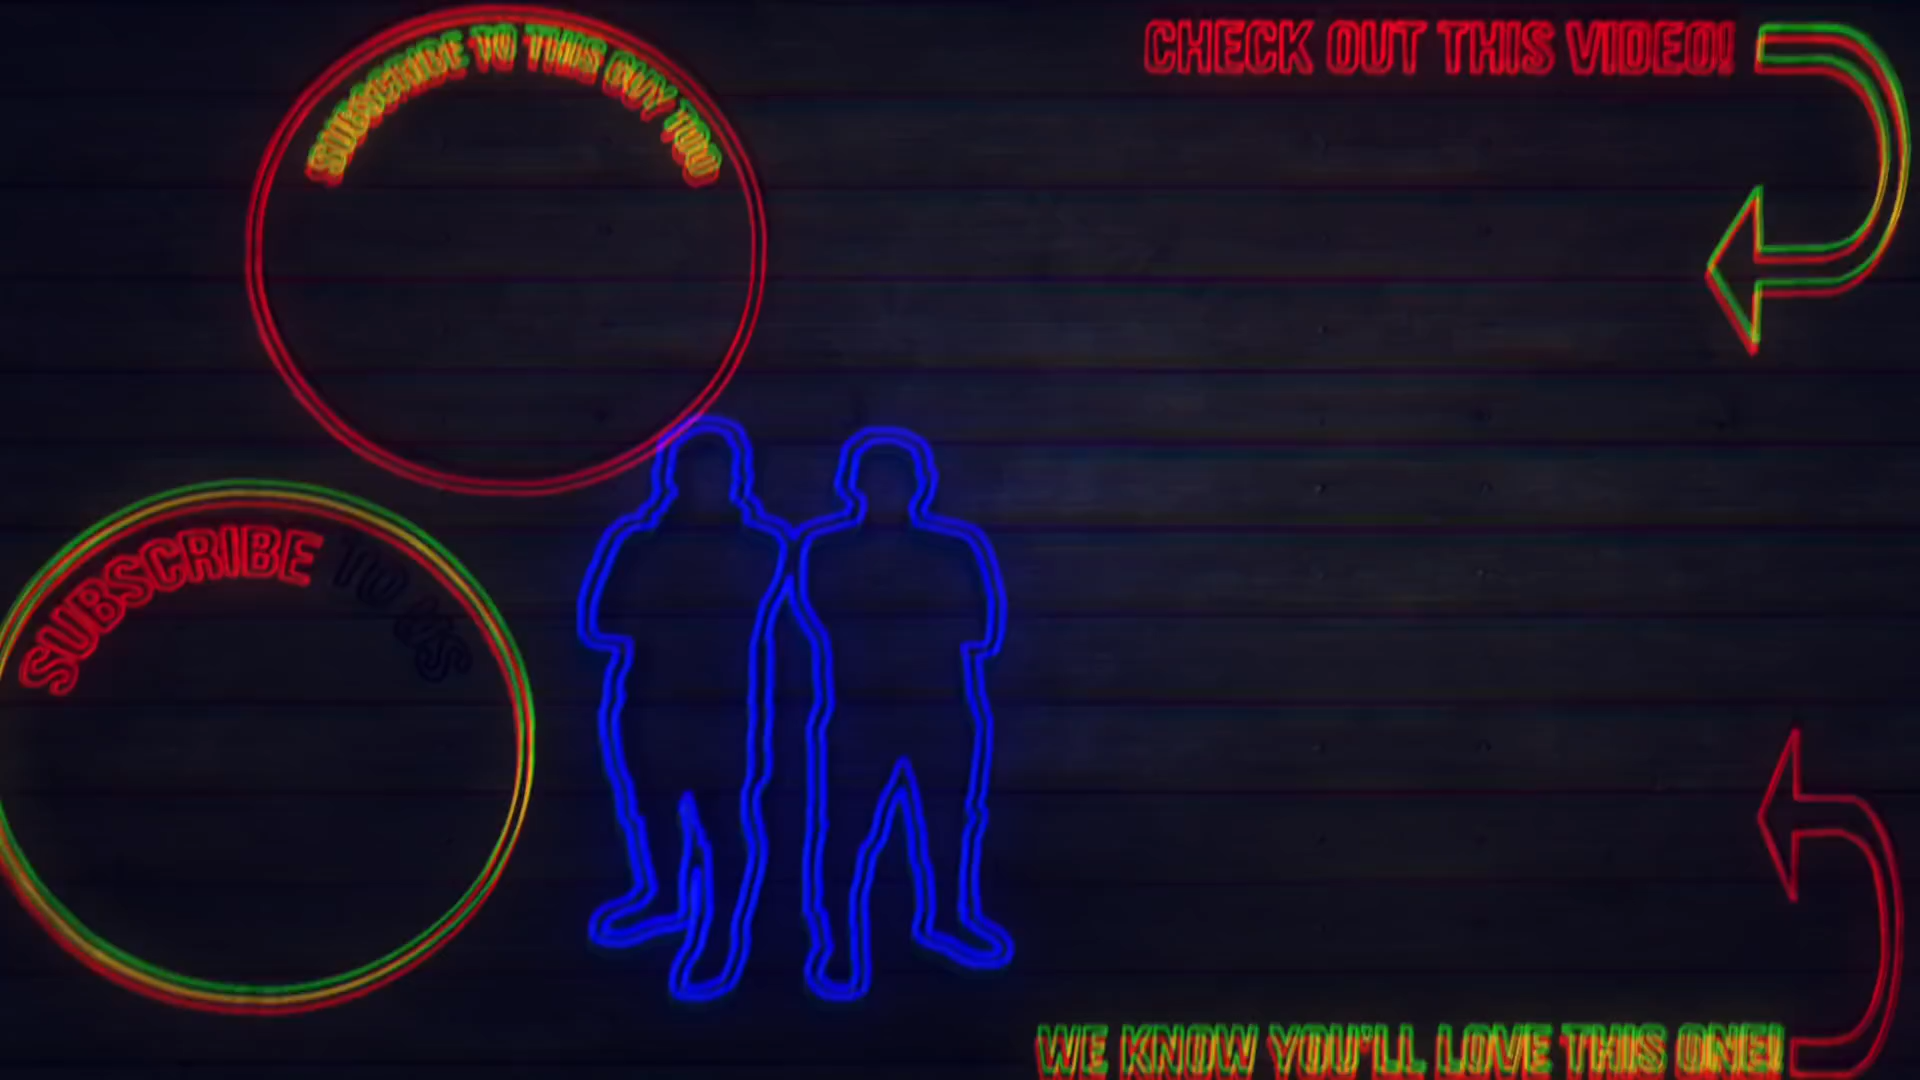 SUBSCRIBE TO THIS GUY TOO
CHECK OUT THIS VIDEO!
SUBSCRIBE TO US
WE KNOW YOU'LL LOVE THIS ONE!